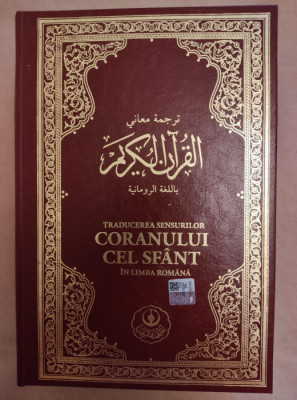 ترجمة معاني
القرآن الكريم
باللغة الرومانية
TRADUCEREA SENSURILOR
CORANULUI
CEL SFÂNT
ÎN LIMBA ROMÂNĂ